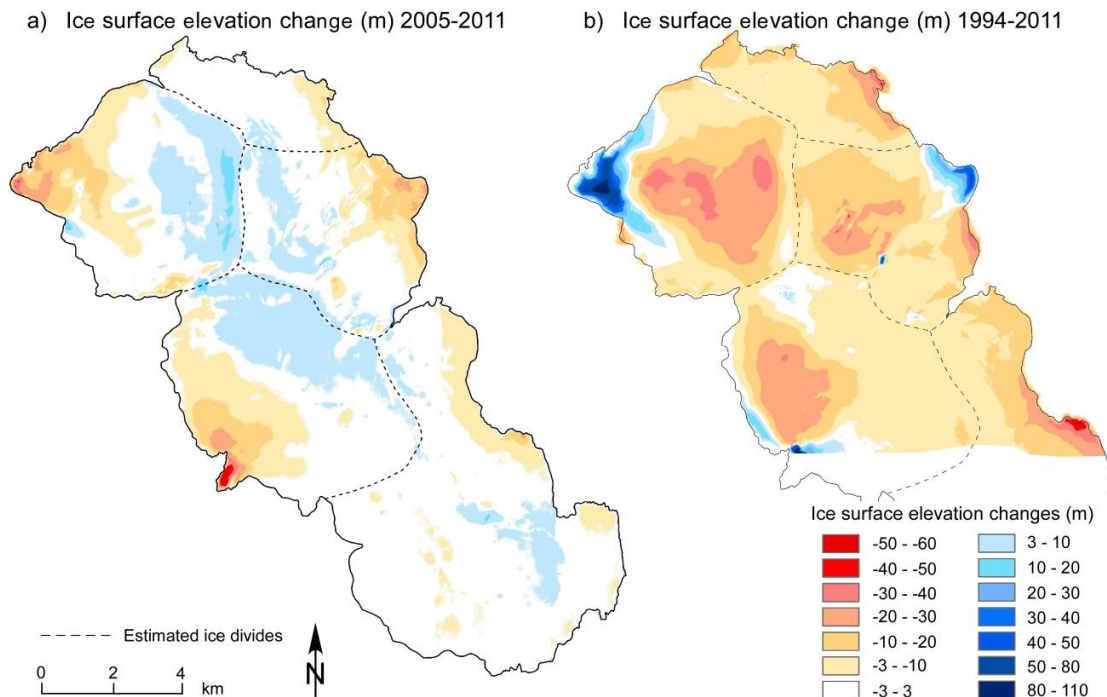 a) Ice surface elevation change (m) 2005-2011
b) Ice surface elevation change (m) 1994-2011
Ice surface elevation changes (m)
-50 - -60
-40 - -50
-30 - -40
-20 - -30
-10 - -20
-3 - -10
-3 - 3
3 - 10
10 - 20
20 - 30
30 - 40
40 - 50
50 - 80
80 - 110
Estimated ice divides
0 2 4
km
N